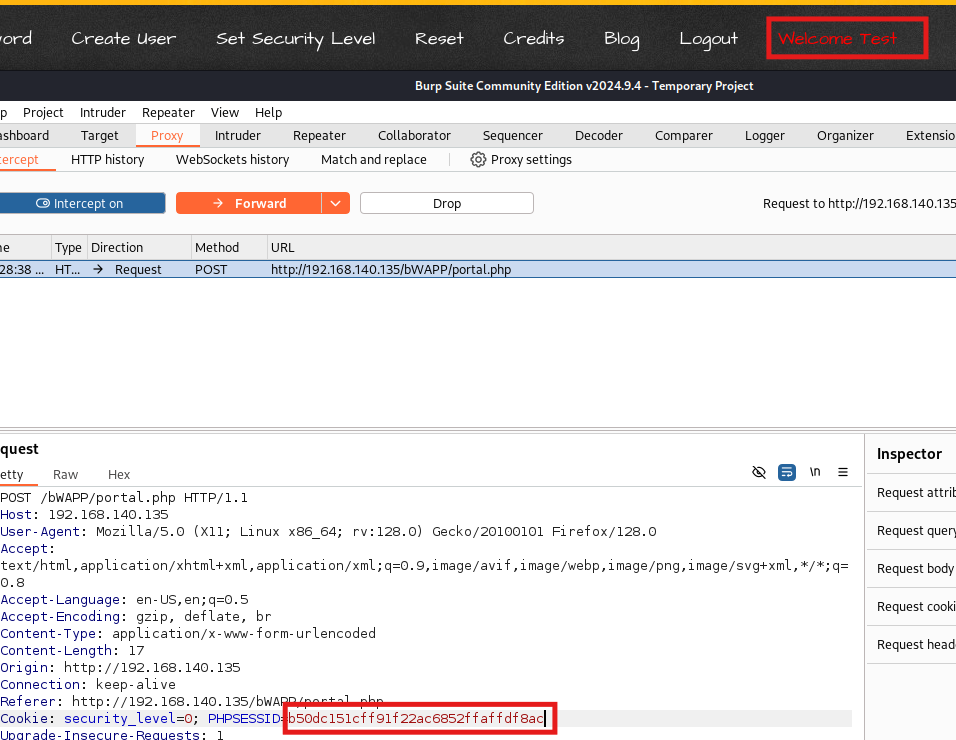 ord Create User Set Security Level Reset Credits Blog Logout Welcome Test
Burp Suite Community Edition v2024.9.4 - Temporary Project
p Project Intruder Repeater View Help
ashboard Target Proxy Intruder Repeater Collaborator Sequencer Decoder Comparer Logger Organizer Extensio
tercept HTTP history WebSockets history Match and replace Proxy settings
Intercept on Forward Drop Request to http://192.168.140.135
ne Type Direction Method URL
28:38 ... HT... Request POST http://192.168.140.135/bWAPP/portal.php
quest
Inspector
etty Raw Hex \n
Request attrib
Request query
Request body
Request cooki
Request heade
POST /bWAPP/portal.php HTTP/1.1
Host: 192.168.140.135
User-Agent: Mozilla/5.0 (X11; Linux x86_64; rv:128.0) Gecko/20100101 Firefox/128.0
Accept:
text/html,application/xhtml+xml,application/xml;q=0.9,image/avif,image/webp,image/png,image/svg+xml,*/*;q=
0.8
Accept-Language: en-US,en;q=0.5
Accept-Encoding: gzip, deflate, br
Content-Type: application/x-www-form-urlencoded
Content-Length: 17
Origin: http://192.168.140.135
Connection: keep-alive
Referer: http://192.168.140.135/bWAPP/portal.php
Cookie: security_level=0; PHPSESSID=b50dc151cff91f22ac6852ffaffdf8ac
Upgrade-Insecure-Requests: 1